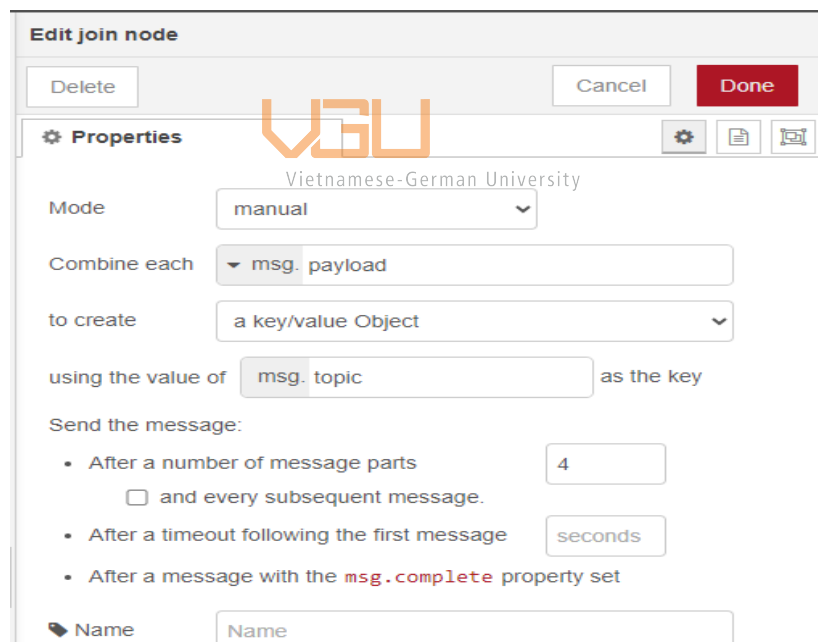 Edit join node
Delete
Cancel
Done
VGU
Properties
Vietnamese-German University
Mode
manual
Combine each
msg. payload
to create
a key/value Object
using the value of
msg. topic
as the key
Send the message:
• After a number of message parts
4
and every subsequent message.
• After a timeout following the first message
seconds
• After a message with the msg.complete property set
Name
Name